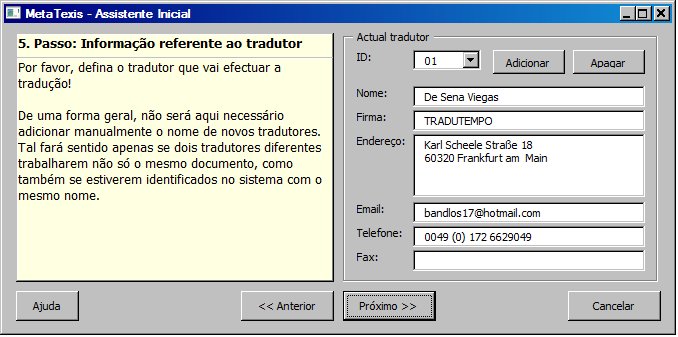 MetaTexis - Assistente Inicial
5. Passo: Informação referente ao tradutor
Por favor, defina o tradutor que vai efectuar a
tradução!
De uma forma geral, não será aqui necessário
adicionar manualmente o nome de novos tradutores.
Tal fará sentido apenas se dois tradutores diferentes
trabalharem não só o mesmo documento, como
também se estiverem identificados no sistema com o
mesmo nome.
Actual tradutor
ID: 01 Adicionar Apagar
Nome: De Sena Viegas
Firma: TRADUTEMPO
Endereço: Karl Scheele Straße 18
60320 Frankfurt am Main
Email: bandlos17@hotmail.com
Telefone: 0049 (0) 172 6629049
Fax:
Ajuda << Anterior Próximo >> Cancelar